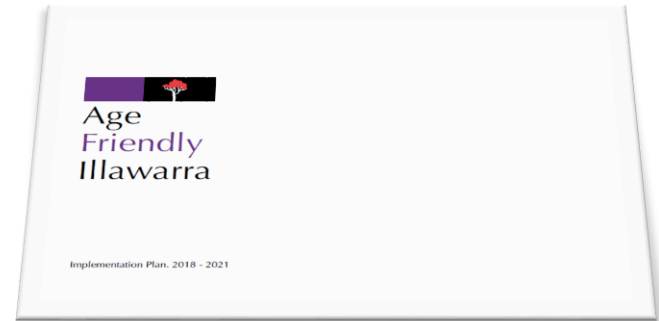 Age
Friendly
Illawarra
Implementation Plan. 2018 - 2021